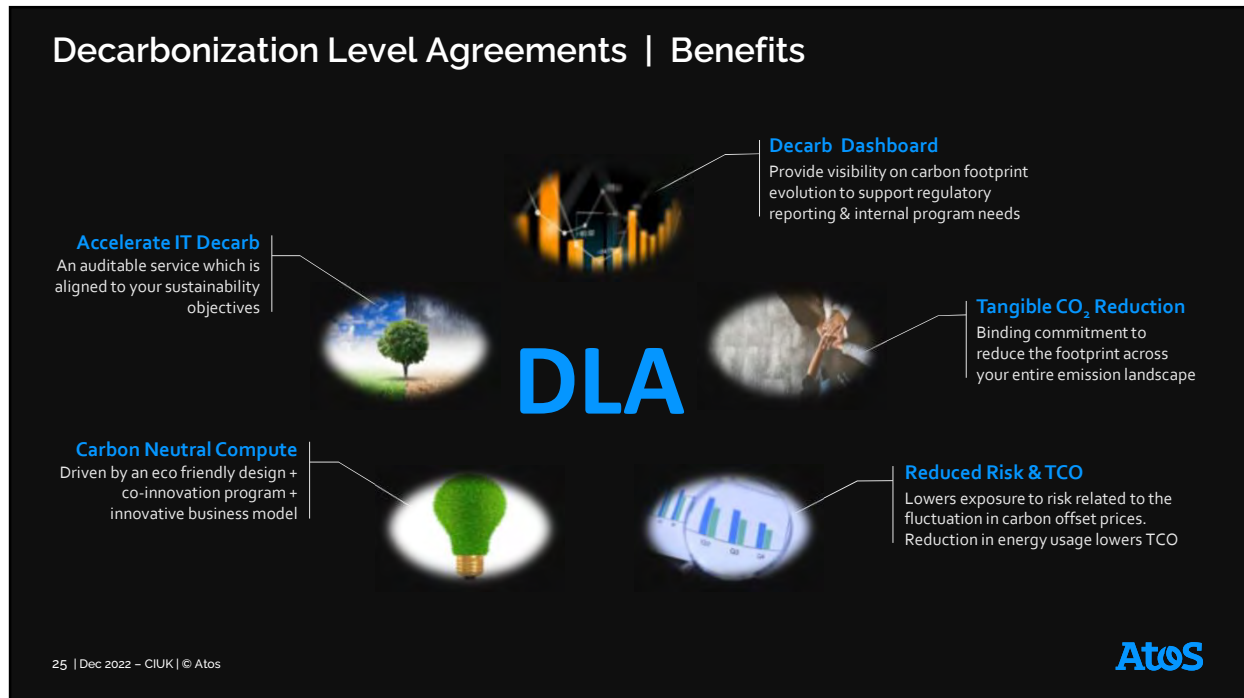 Decarbonization Level Agreements | Benefits
Decarb Dashboard
Provide visibility on carbon footprint
evolution to support regulatory
reporting & internal program needs
Accelerate IT Decarb
An auditable service which is
aligned to your sustainability
objectives
Tangible CO₂ Reduction
Binding commitment to
reduce the footprint across
your entire emission landscape
DLA
Carbon Neutral Compute
Driven by an eco friendly design +
co-innovation program +
innovative business model
Reduced Risk & TCO
Lowers exposure to risk related to the
fluctuation in carbon offset prices.
Reduction in energy usage lowers TCO
25 | Dec 2022 – CIUK | © Atos
Atos